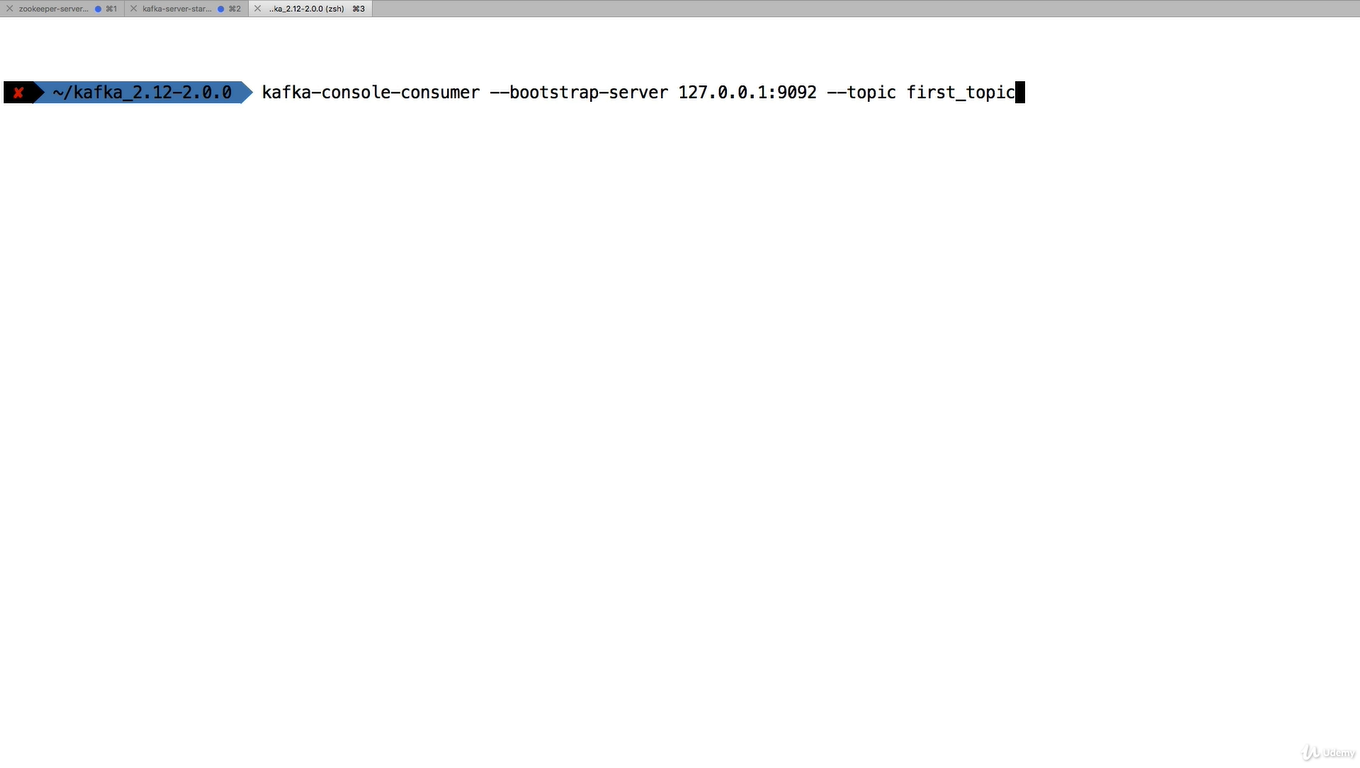 zookeeper-server... ⌘1 kafka-server-star... ⌘2 ..ka_2.12-2.0.0 (zsh) ⌘3
✘ ~/kafka_2.12-2.0.0 kafka-console-consumer --bootstrap-server 127.0.0.1:9092 --topic first_topic
Udemy